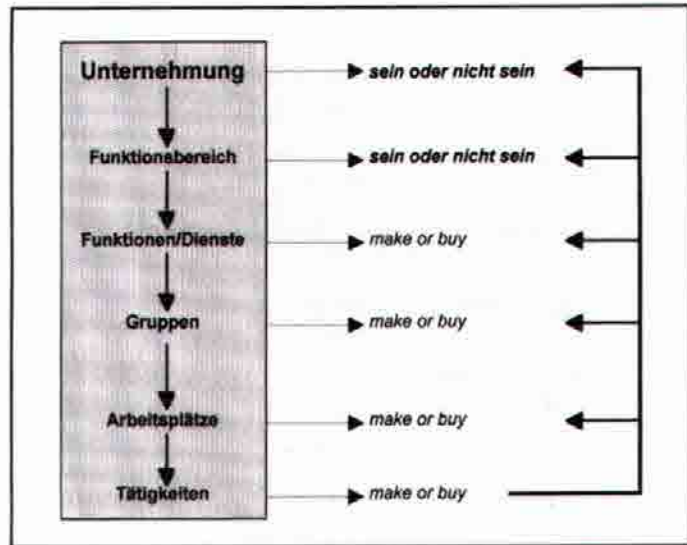 Unternehmung sein oder nicht sein
Funktionsbereich sein oder nicht sein
Funktionen/Dienste make or buy
Gruppen make or buy
Arbeitsplätze make or buy
Tätigkeiten make or buy